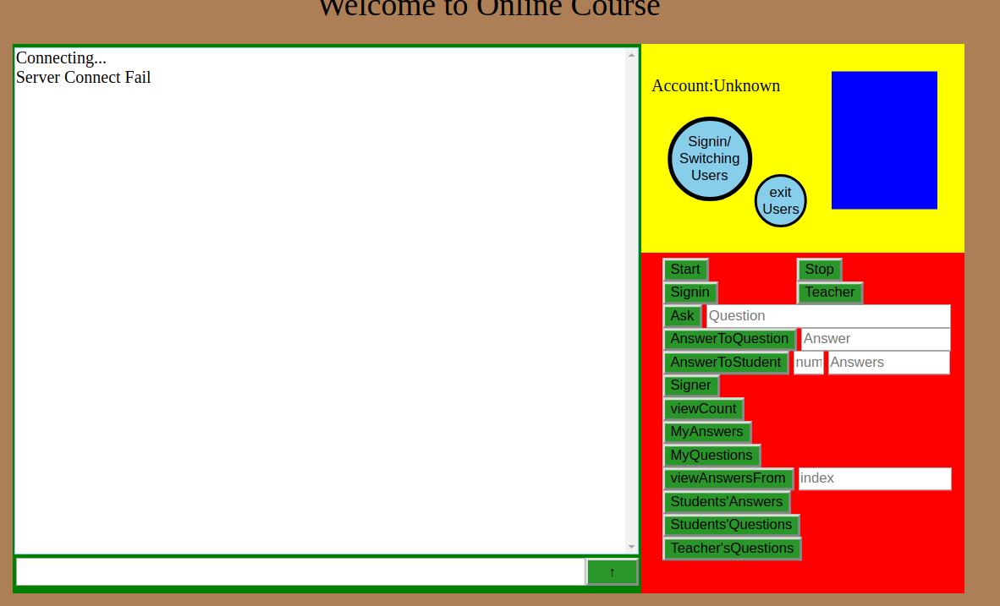 Welcome to Online Course
Connecting...
Server Connect Fail
↑
Account:Unknown
Signin/
Switching
Users
exit
Users
Start Stop
Signin Teacher
Ask Question
AnswerToQuestion Answer
AnswerToStudent num Answers
Signer
viewCount
MyAnswers
MyQuestions
viewAnswersFrom index
Students'Answers
Students'Questions
Teacher'sQuestions